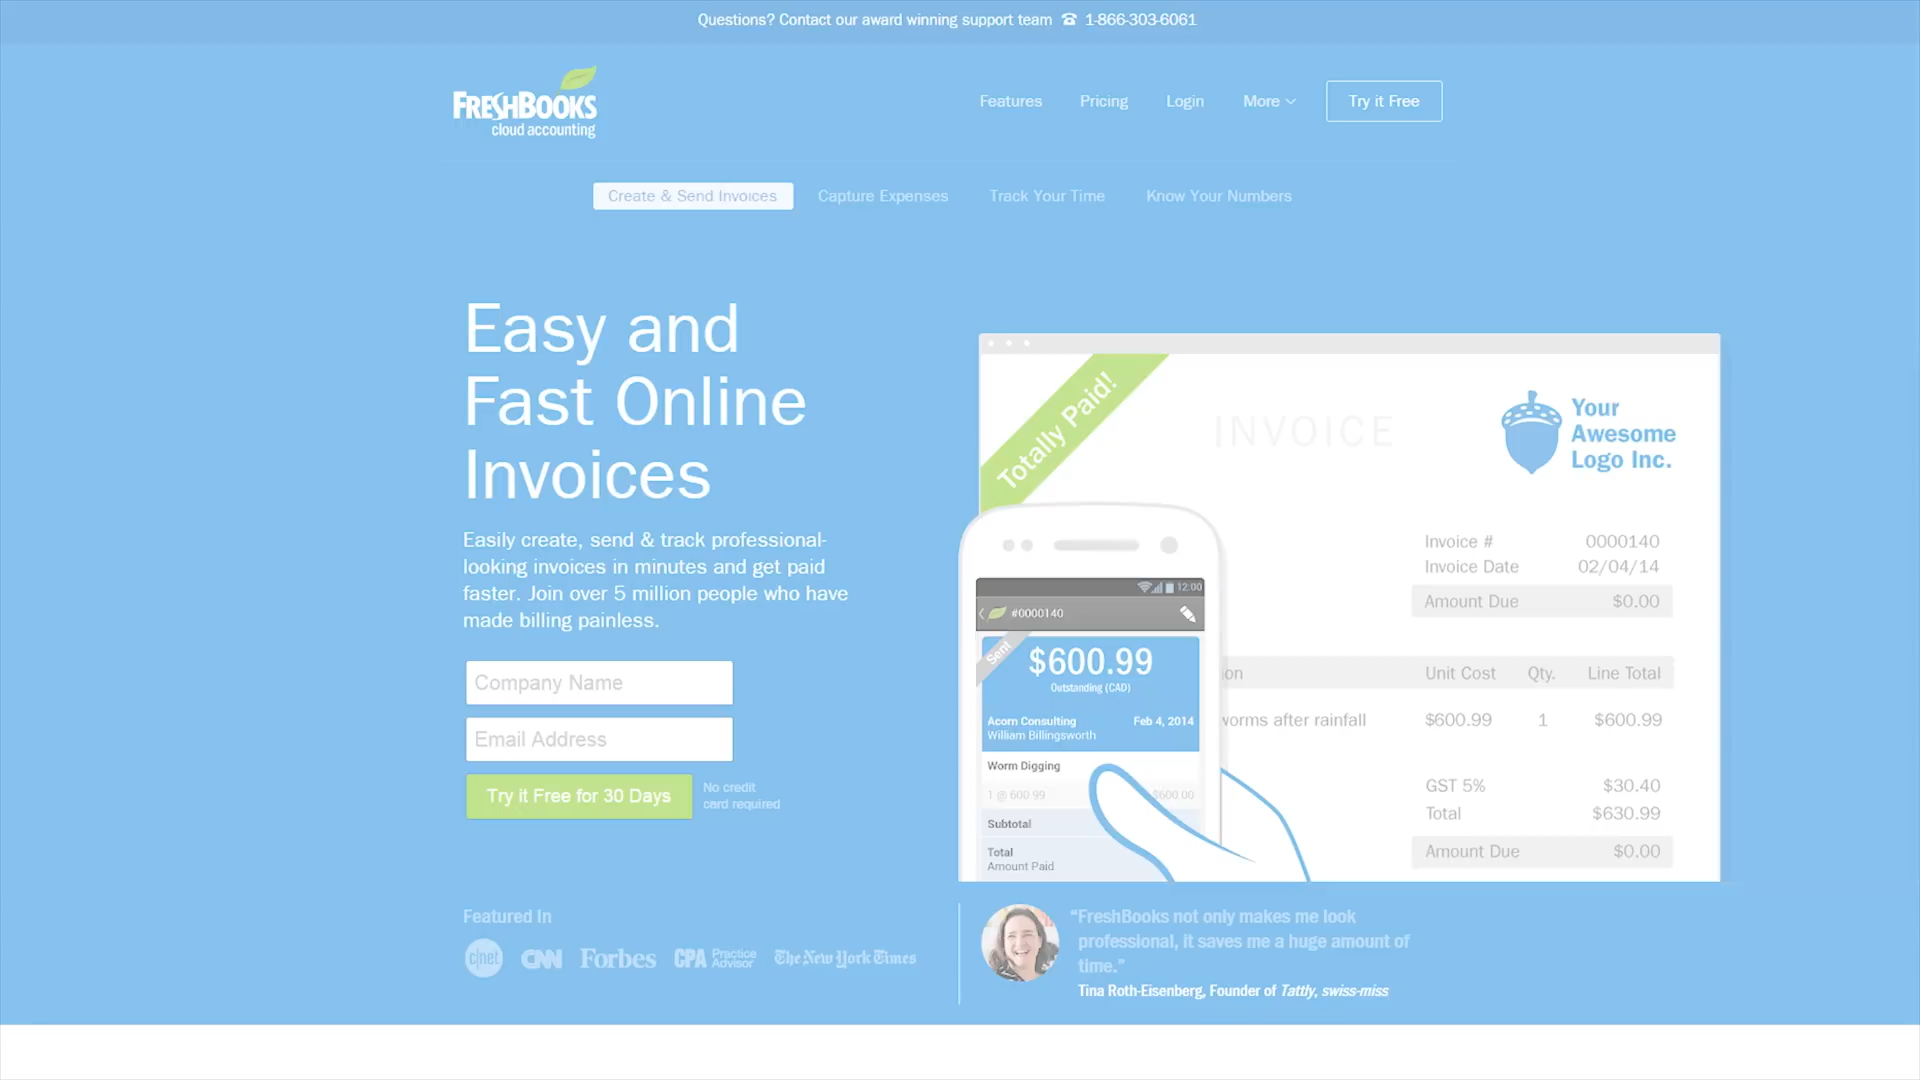 Questions? Contact our award winning support team ☎ 1-866-303-6061
FRESHBOOKS
cloud accounting
Features
Pricing
Login
More
Try it Free
Create & Send Invoices
Capture Expenses
Track Your Time
Know Your Numbers
Easy and
Fast Online
Invoices
Easily create, send & track professional-
looking invoices in minutes and get paid
faster. Join over 5 million people who have
made billing painless.
Company Name
Email Address
Try it Free for 30 Days
No credit
card required
Totally Paid!
INVOICE
Your
Awesome
Logo Inc.
Invoice # 0000140
Invoice Date 02/04/14
Amount Due $0.00
ion Unit Cost Qty. Line Total
worms after rainfall $600.99 1 $600.99
GST 5% $30.40
Total $630.99
Amount Due $0.00
12:00
#0000140
Sent
$600.99
Outstanding (CAD)
Acorn Consulting Feb 4, 2014
William Billingsworth
Worm Digging
1 @ 600.99 $600.00
Subtotal
Total
Amount Paid
Featured In
c|net
CNN
Forbes
CPA Practice Advisor
The New York Times
“FreshBooks not only makes me look
professional, it saves me a huge amount of
time.”
Tina Roth-Eisenberg, Founder of Tattly, swiss-miss